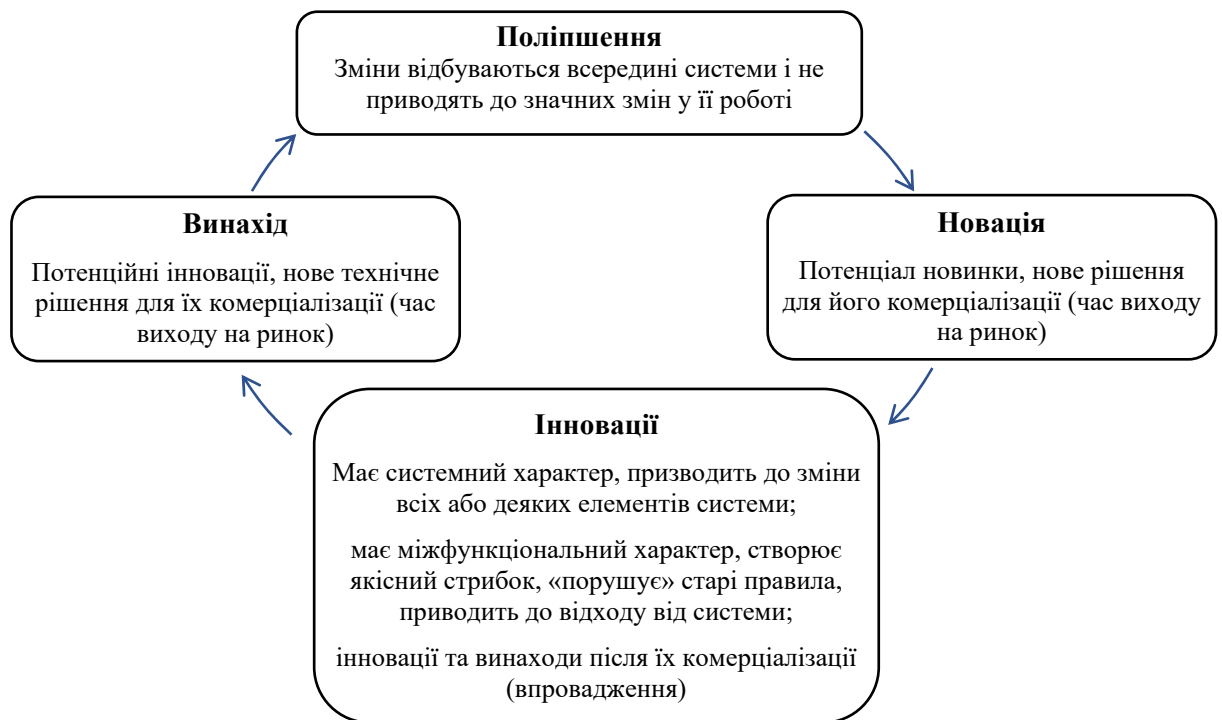 Поліпшення
Зміни відбуваються всередині системи і не
приводять до значних змін у її роботі
Винахід
Потенційні інновації, нове технічне
рішення для їх комерціалізації (час
виходу на ринок)
Новація
Потенціал новинки, нове рішення
для його комерціалізації (час виходу
на ринок)
Інновації
Має системний характер, призводить до зміни
всіх або деяких елементів системи;
має міжфункціональний характер, створює
якісний стрибок, «порушує» старі правила,
приводить до відходу від системи;
інновації та винаходи після їх комерціалізації
(впровадження)